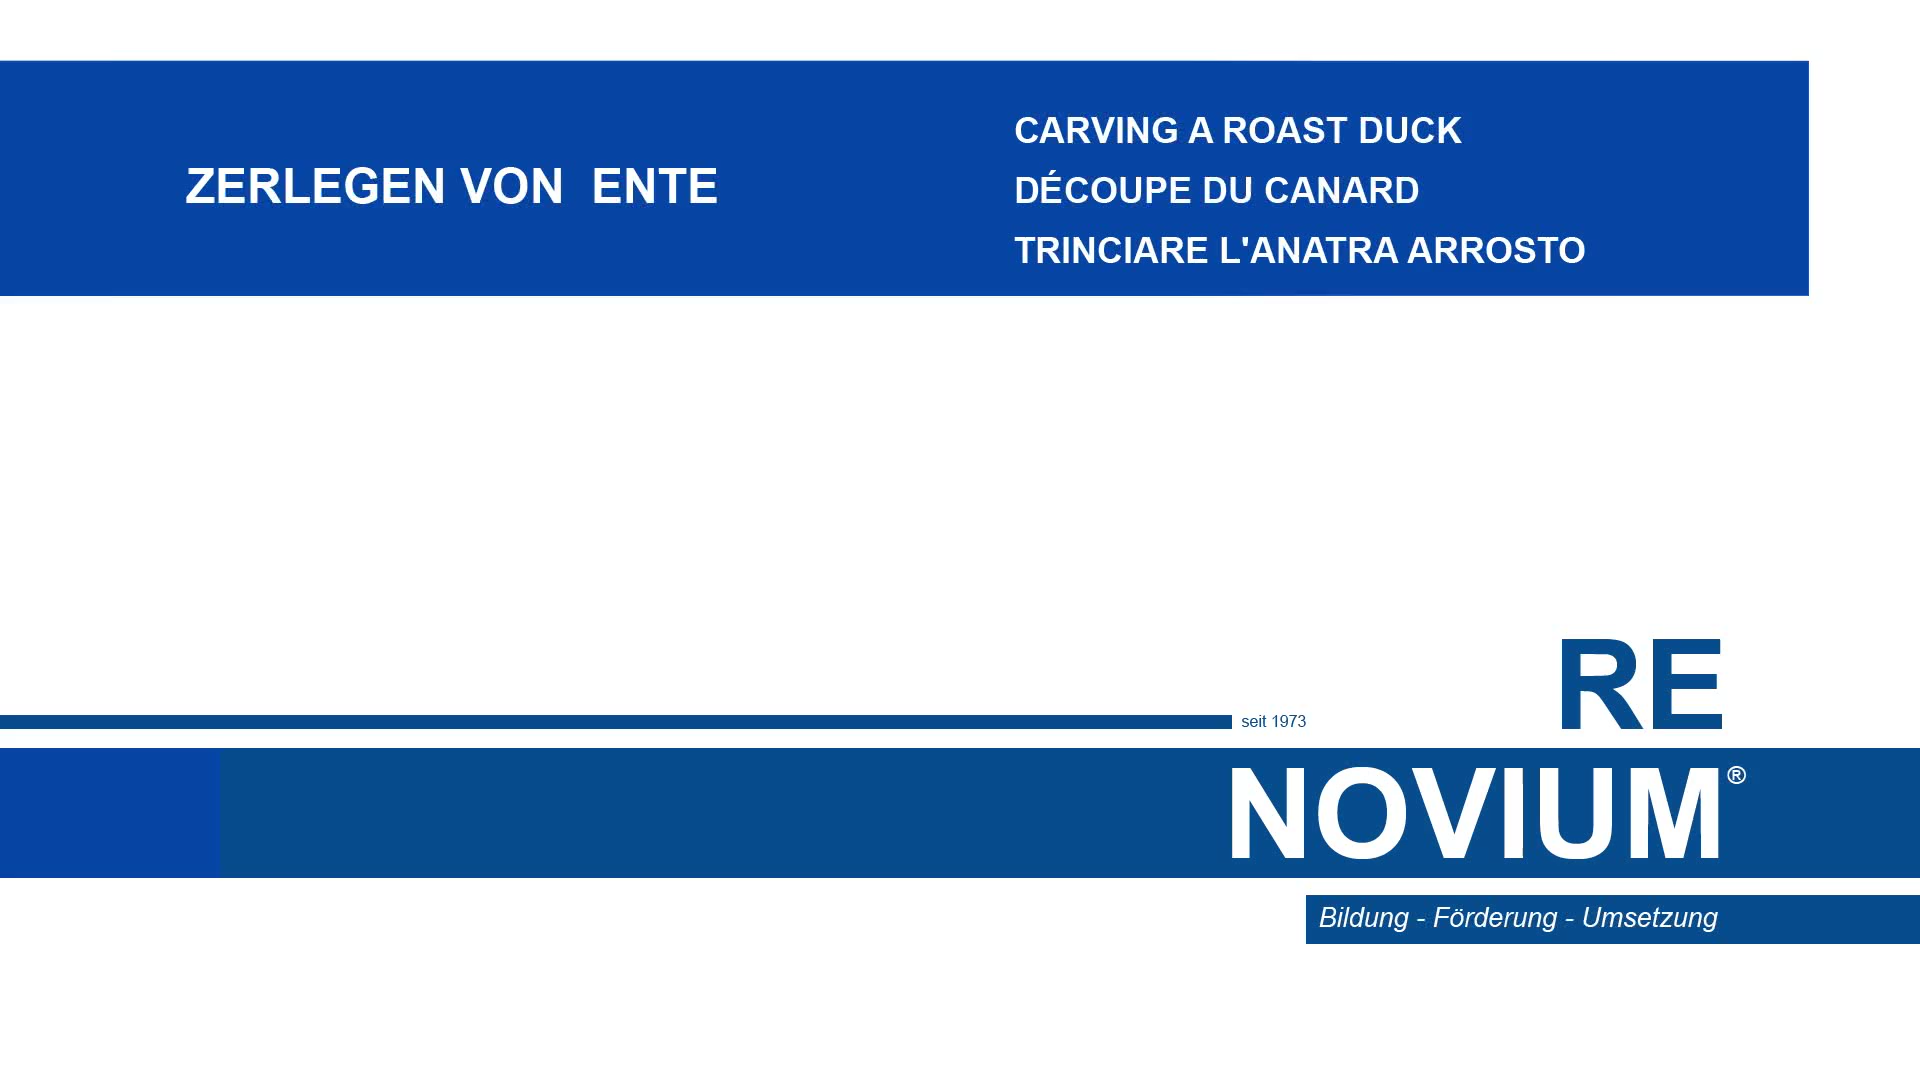 ZERLEGEN VON  ENTE
CARVING A ROAST DUCK
DÉCOUPE DU CANARD
TRINCIARE L'ANATRA ARROSTO
RE
seit 1973
NOVIUM®
Bildung - Förderung - Umsetzung